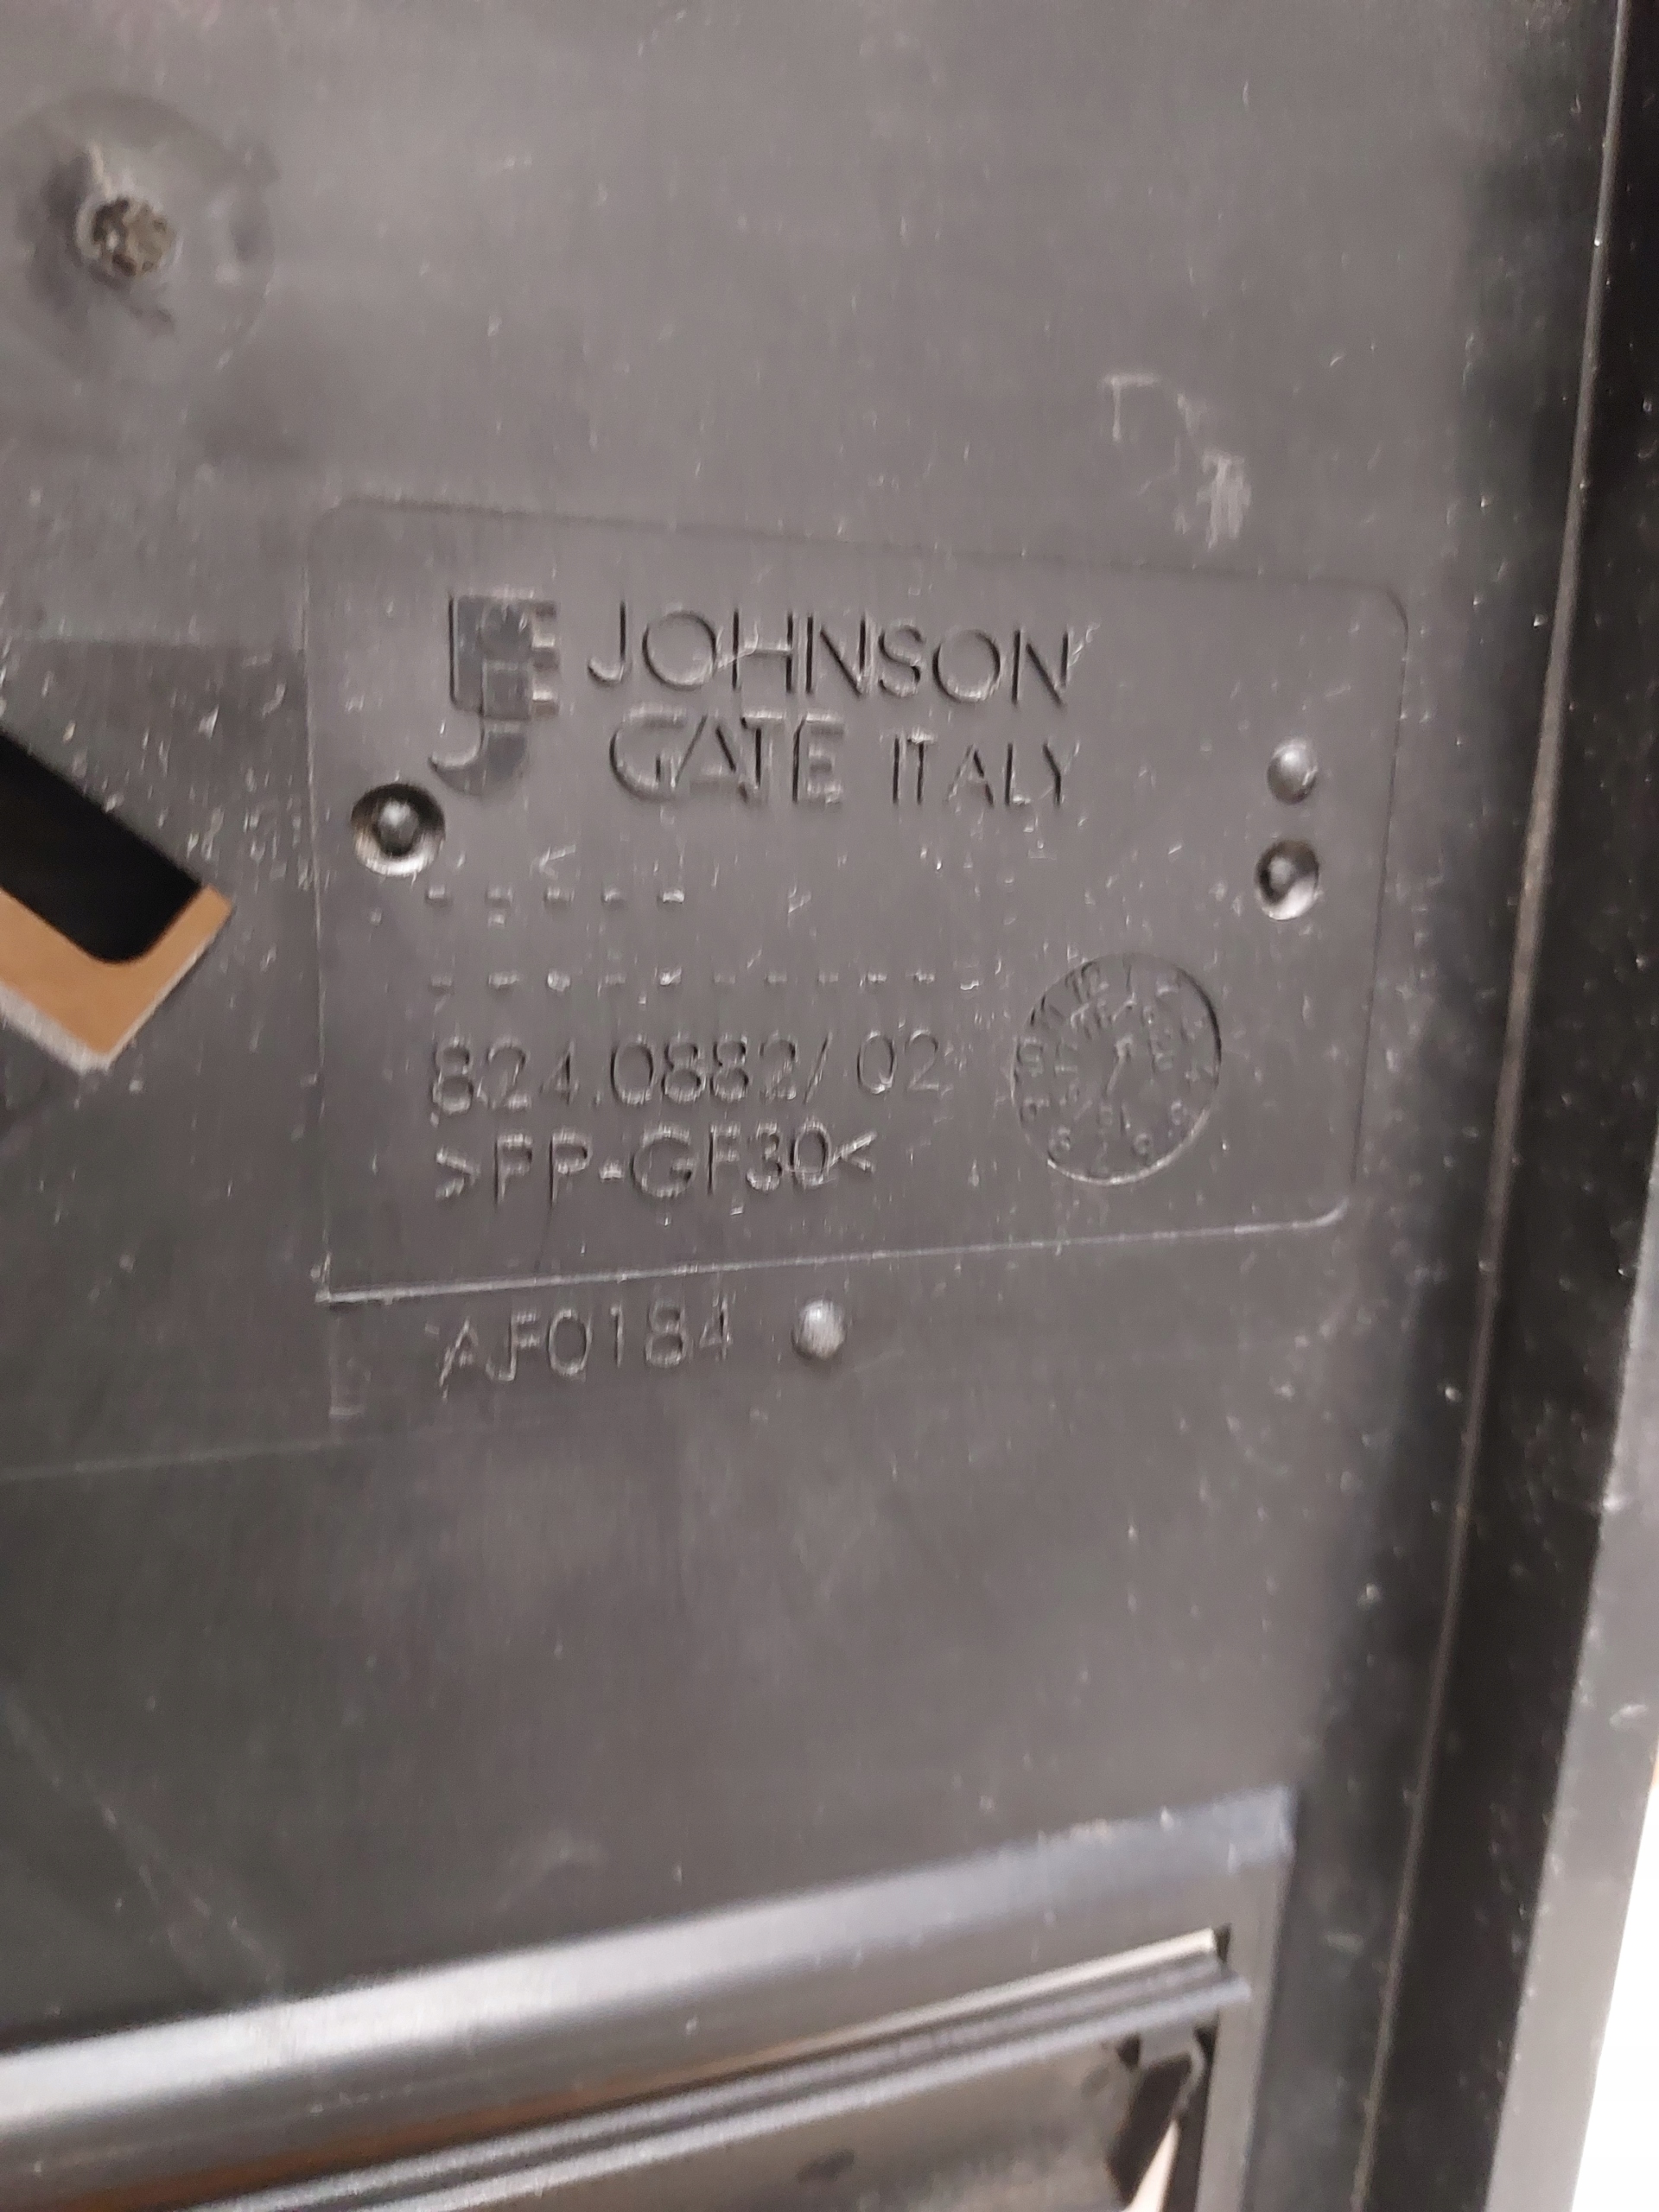 JOHNSON
GATE ITALY
824.0882/02
>PP-GF30<
AF0184